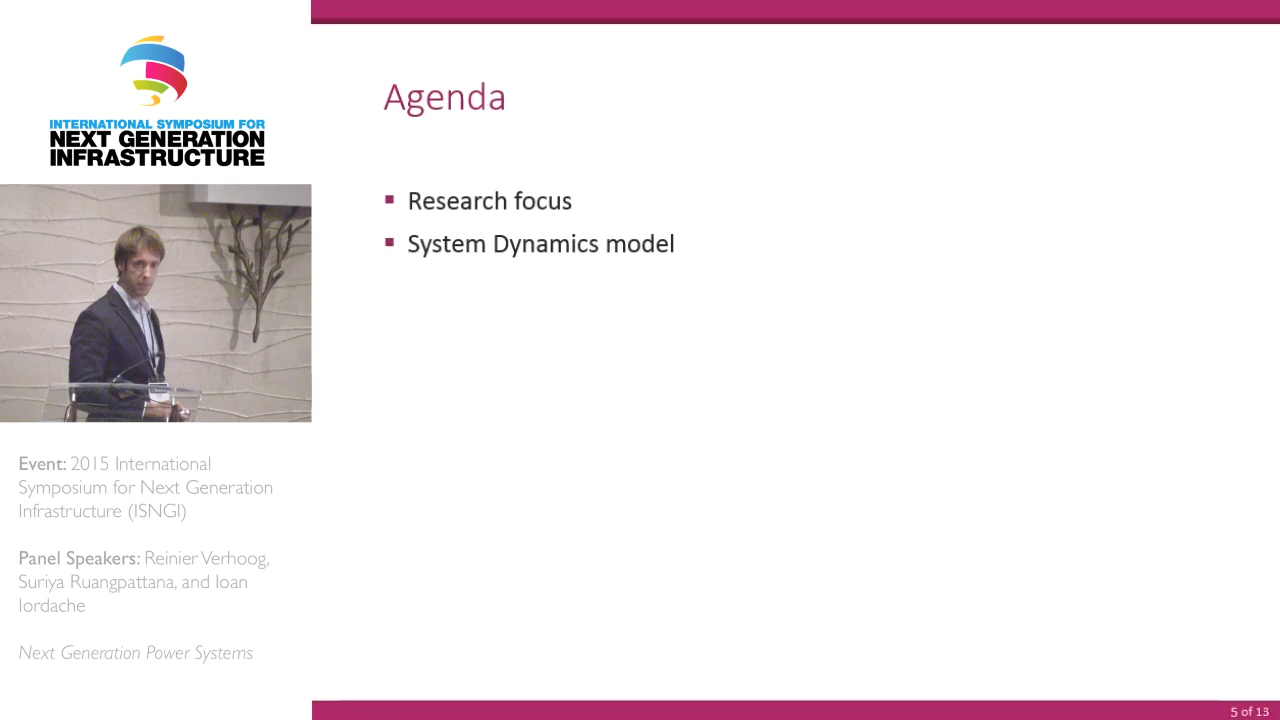 INTERNATIONAL SYMPOSIUM FOR
NEXT GENERATION
INFRASTRUCTURE
Event: 2015 International
Symposium for Next Generation
Infrastructure (ISNGI)
Panel Speakers: Reinier Verhoog,
Suriya Ruangpattana, and Ioan
Iordache
Next Generation Power Systems
Agenda
▪ Research focus
▪ System Dynamics model
5 of 13